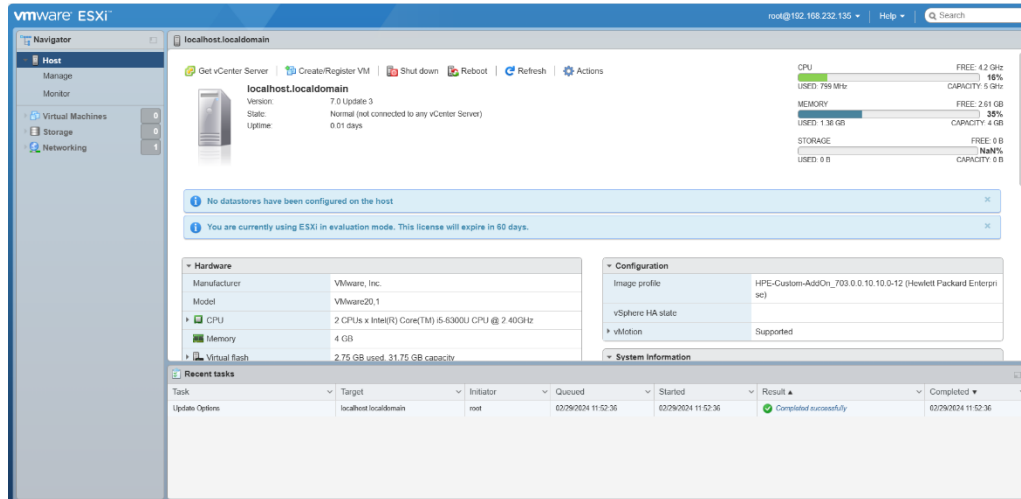 vmware ESXi
root@192.168.232.135
Help
Search
Navigator
Host
Manage
Monitor
Virtual Machines 0
Storage 0
Networking 1
localhost.localdomain
Get vCenter Server
Create/Register VM
Shut down
Reboot
Refresh
Actions
localhost.localdomain
Version: 7.0 Update 3
State: Normal (not connected to any vCenter Server)
Uptime: 0.01 days
CPU FREE: 4.2 GHz
16%
USED: 799 MHz CAPACITY: 5 GHz
MEMORY FREE: 2.61 GB
35%
USED: 1.38 GB CAPACITY: 4 GB
STORAGE FREE: 0 B
NaN%
USED: 0 B CAPACITY: 0 B
No datastores have been configured on the host
You are currently using ESXi in evaluation mode. This license will expire in 60 days.
Hardware
Manufacturer VMware, Inc.
Model VMware20,1
CPU 2 CPUs x Intel(R) Core(TM) i5-6300U CPU @ 2.40GHz
Memory 4 GB
Virtual flash 2.75 GB used, 31.75 GB capacity
Configuration
Image profile HPE-Custom-AddOn_703.0.0.10.10.0-12 (Hewlett Packard Enterpri
se)
vSphere HA state
vMotion Supported
System Information
Recent tasks
Task Target Initiator Queued Started Result Completed
Update Options localhost.localdomain root 02/29/2024 11:52:36 02/29/2024 11:52:36 Completed successfully 02/29/2024 11:52:36